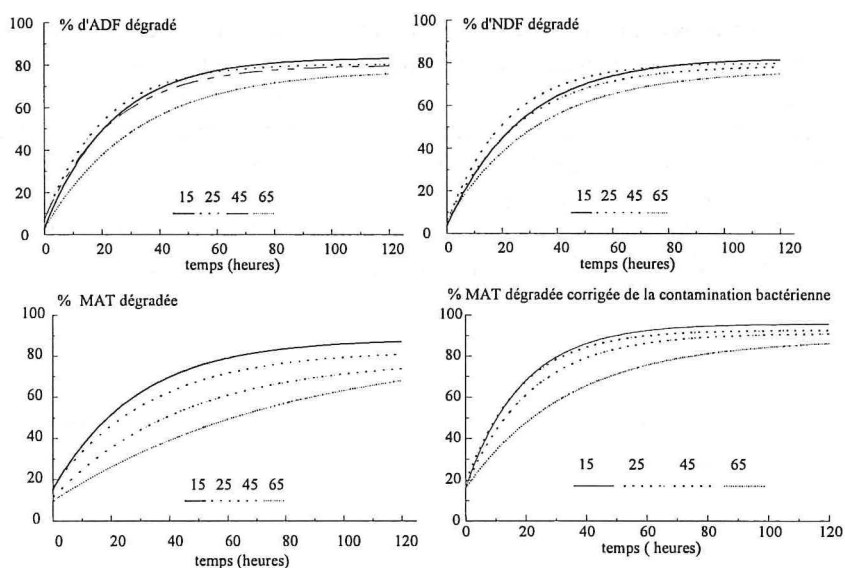 % d'ADF dégradé
100
80
60
40
20
0
15 25 45 65
0 20 40 60 80 100 120
temps (heures)
% d'NDF dégradé
100
80
60
40
20
0
15 25 45 65
0 20 40 60 80 100 120
temps (heures)
% MAT dégradée
100
80
60
40
20
0
15 25 45 65
0 20 40 60 80 100 120
temps (heures)
% MAT dégradée corrigée de la contamination bactérienne
100
80
60
40
20
0
15 25 45 65
0 20 40 60 80 100 120
temps ( heures)